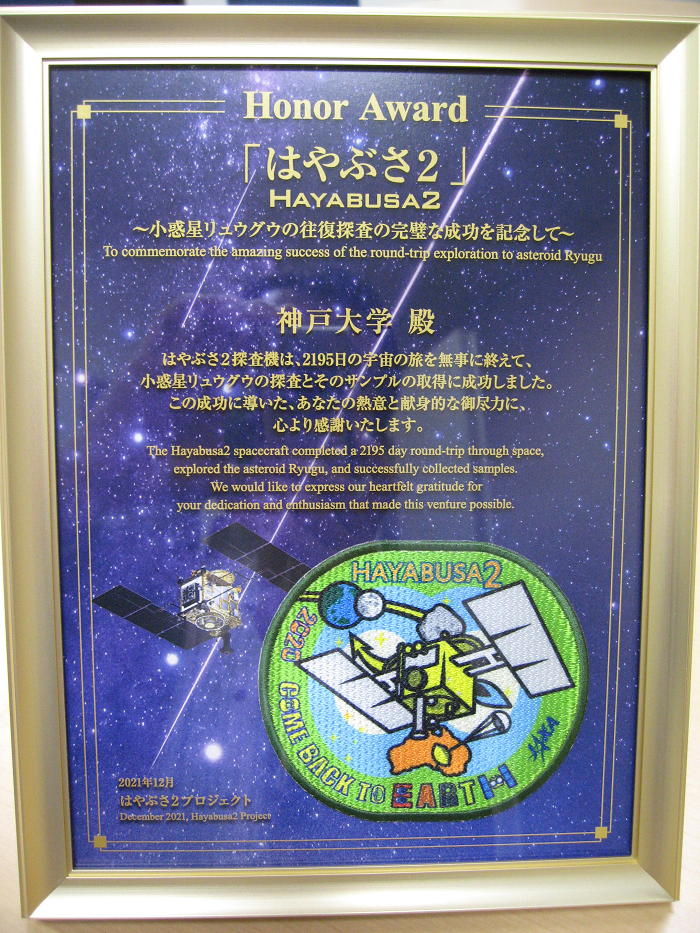 Honor Award
「はやぶさ2」
HAYABUSA2
～小惑星リュウグウの往復探査の完璧な成功を記念して～
To commemorate the amazing success of the round-trip exploration to asteroid Ryugu
神戸大学 殿
はやぶさ2探査機は、2195日の宇宙の旅を無事に終えて、
小惑星リュウグウの探査とそのサンプルの取得に成功しました。
この成功に導いた、あなたの熱意と献身的な御尽力に、
心より感謝いたします。
The Hayabusa2 spacecraft completed a 2195 day round-trip through space,
explored the asteroid Ryugu, and successfully collected samples.
We would like to express our heartfelt gratitude for
your dedication and enthusiasm that made this venture possible.
HAYABUSA2
2020 COME BACK TO EARTH
JAXA
2021年12月
はやぶさ2プロジェクト
December 2021, Hayabusa2 Project